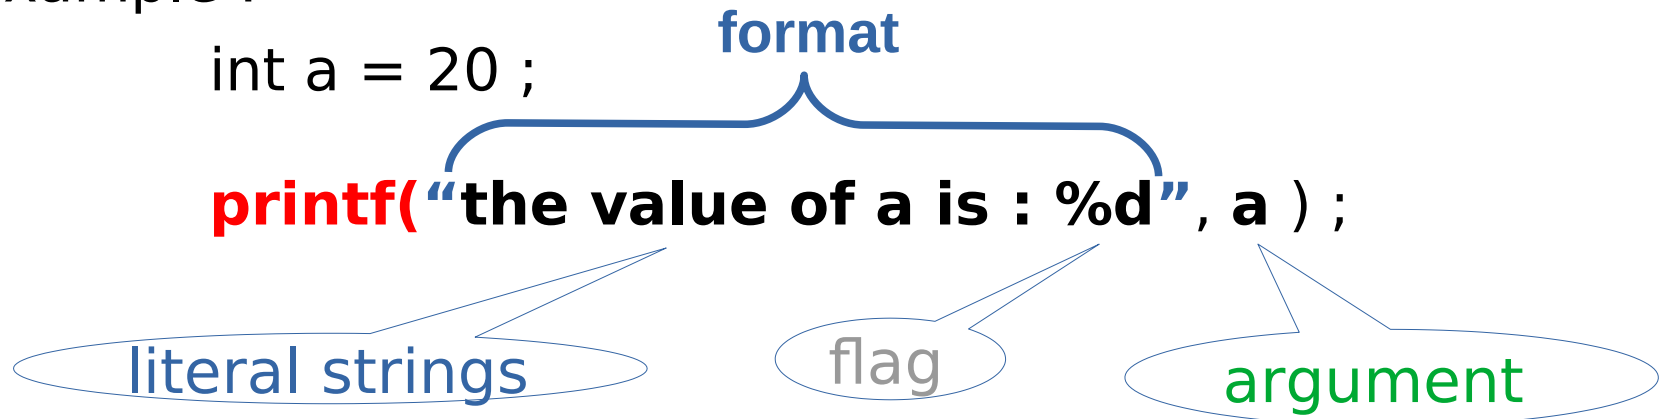 format
int a = 20 ;
printf(“the value of a is : %d”, a ) ;
literal strings
flag
argument